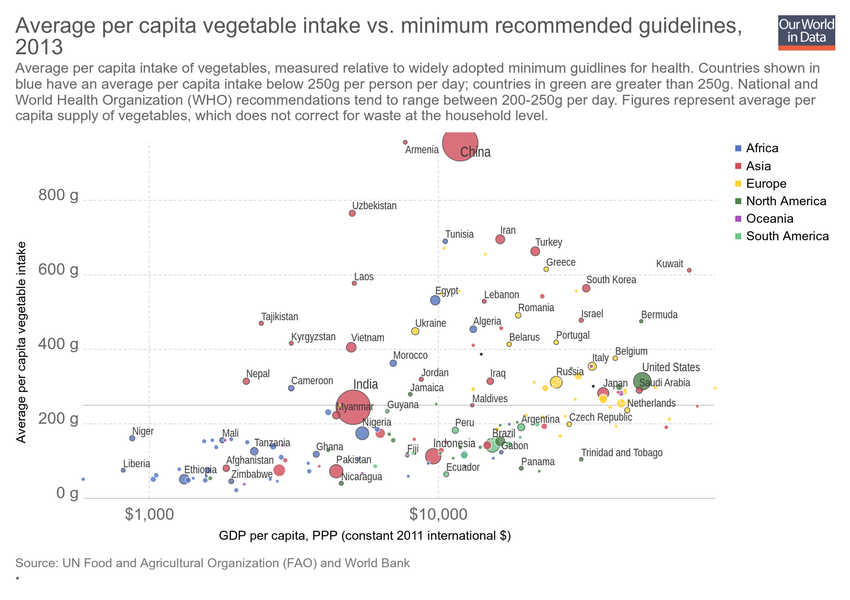 Average per capita vegetable intake vs. minimum recommended guidelines,
2013
Our World
in Data
Average per capita intake of vegetables, measured relative to widely adopted minimum guidlines for health. Countries shown in
blue have an average per capita intake below 250g per person per day; countries in green are greater than 250g. National and
World Health Organization (WHO) recommendations tend to range between 200-250g per day. Figures represent average per
capita supply of vegetables, which does not correct for waste at the household level.
Armenia
China
Africa
Asia
Europe
North America
Oceania
South America
800 g
Uzbekistan
Tunisia
Iran
Turkey
Greece
Kuwait
600 g
Laos
South Korea
Egypt
Lebanon
Romania
Israel
Bermuda
Tajikistan
Ukraine
Algeria
Kyrgyzstan
Vietnam
Belarus
Portugal
400 g
Morocco
Italy
Belgium
Nepal
Cameroon
India
Jordan
Jamaica
Iraq
Russia
Japan
United States
Saudi Arabia
Myanmar
Guyana
Maldives
Netherlands
200 g
Niger
Mali
Tanzania
Nigeria
Peru
Argentina
Czech Republic
Liberia
Ethiopia
Afghanistan
Zimbabwe
Ghana
Pakistan
Nicaragua
Fiji
Indonesia
Ecuador
Brazil
Gabon
Panama
Trinidad and Tobago
0 g
$1,000
$10,000
Average per capita vegetable intake
GDP per capita, PPP (constant 2011 international $)
Source: UN Food and Agricultural Organization (FAO) and World Bank
•